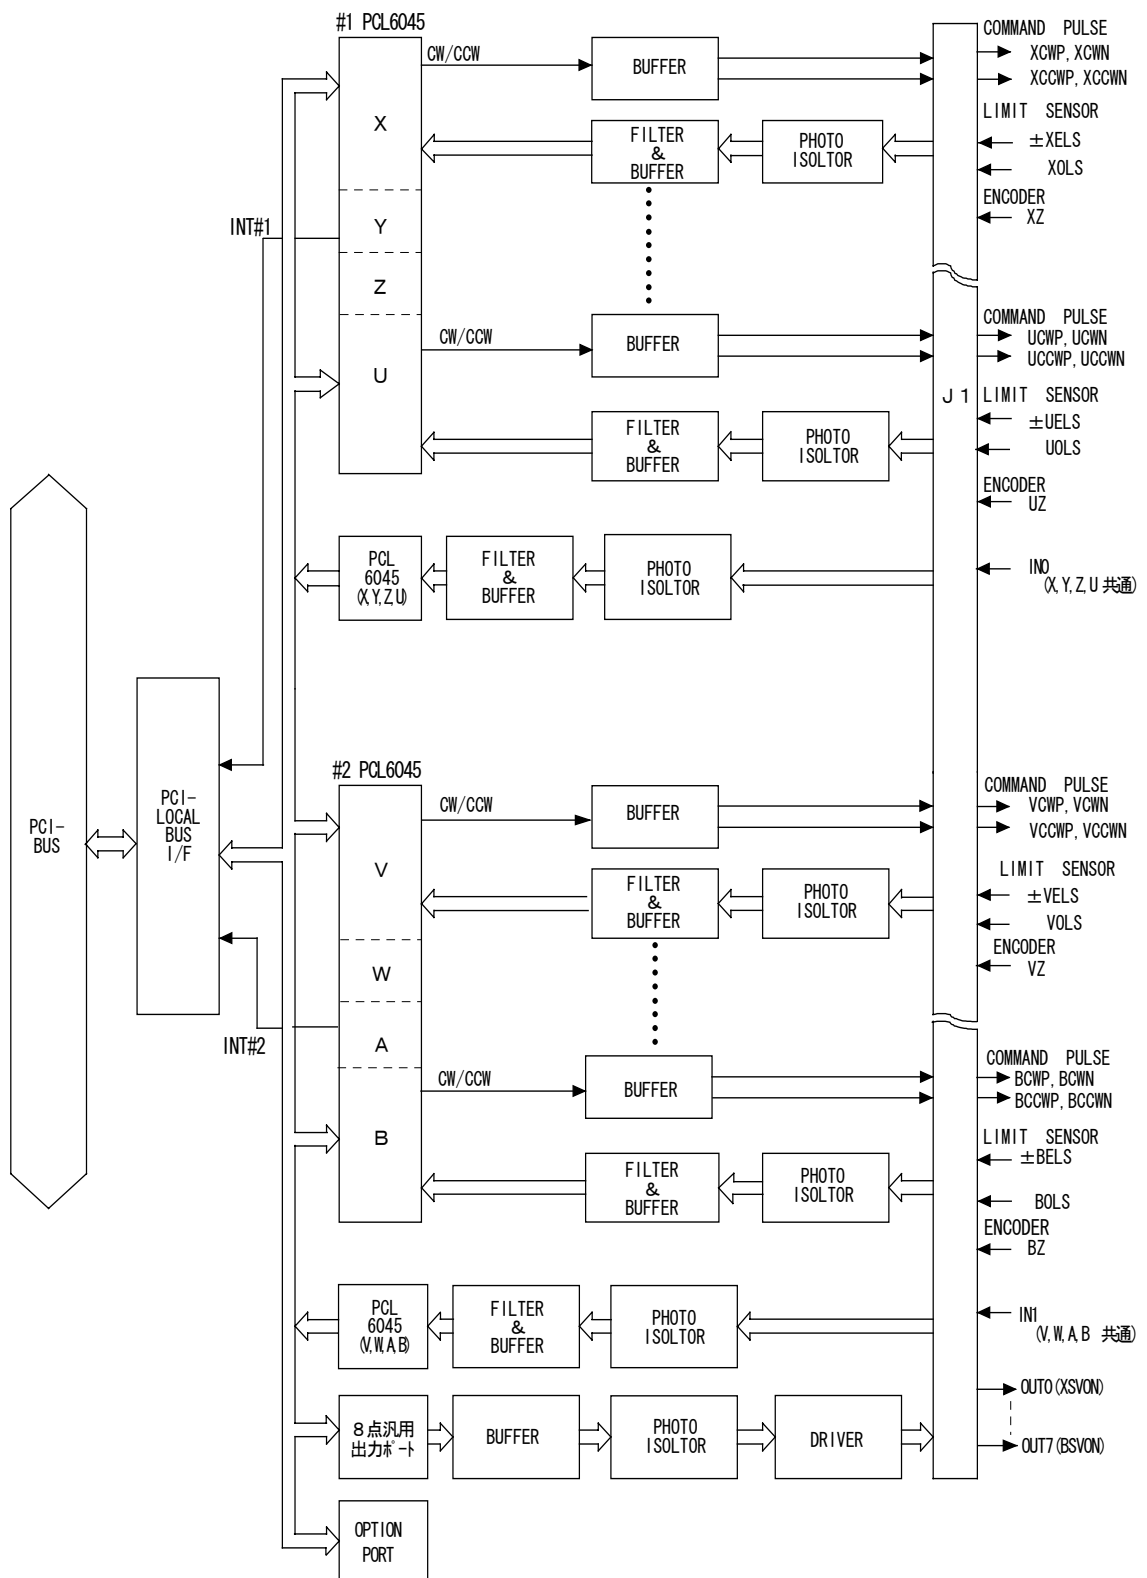 #1 PCL6045
X
Y
Z
U
CW/CCW
BUFFER
COMMAND PULSE
XCWP, XCWN
XCCWP, XCCWN
FILTER
&
BUFFER
PHOTO
ISOLTOR
LIMIT SENSOR
±XELS
XOLS
ENCODER
XZ
INT#1
CW/CCW
BUFFER
COMMAND PULSE
UCWP, UCWN
UCCWP, UCCWN
J1
FILTER
&
BUFFER
PHOTO
ISOLTOR
LIMIT SENSOR
±UELS
UOLS
ENCODER
UZ
PCL
6045
(X,Y,Z,U)
FILTER
&
BUFFER
PHOTO
ISOLTOR
IN0
(X,Y,Z,U 共通)
PCI-
BUS
PCI-
LOCAL
BUS
I/F
#2 PCL6045
V
W
A
B
CW/CCW
BUFFER
COMMAND PULSE
VCWP, VCWN
VCCWP, VCCWN
FILTER
&
BUFFER
PHOTO
ISOLTOR
LIMIT SENSOR
±VELS
VOLS
ENCODER
VZ
INT#2
CW/CCW
BUFFER
COMMAND PULSE
BCWP, BCWN
BCCWP, BCCWN
FILTER
&
BUFFER
PHOTO
ISOLTOR
LIMIT SENSOR
±BELS
BOLS
ENCODER
BZ
PCL
6045
(V,W,A,B)
FILTER
&
BUFFER
PHOTO
ISOLTOR
IN1
(V,W,A,B 共通)
8点汎用
出力ﾎﾟｰﾄ
BUFFER
PHOTO
ISOLTOR
DRIVER
OUT0(XSVON)
OUT7(BSVON)
OPTION
PORT